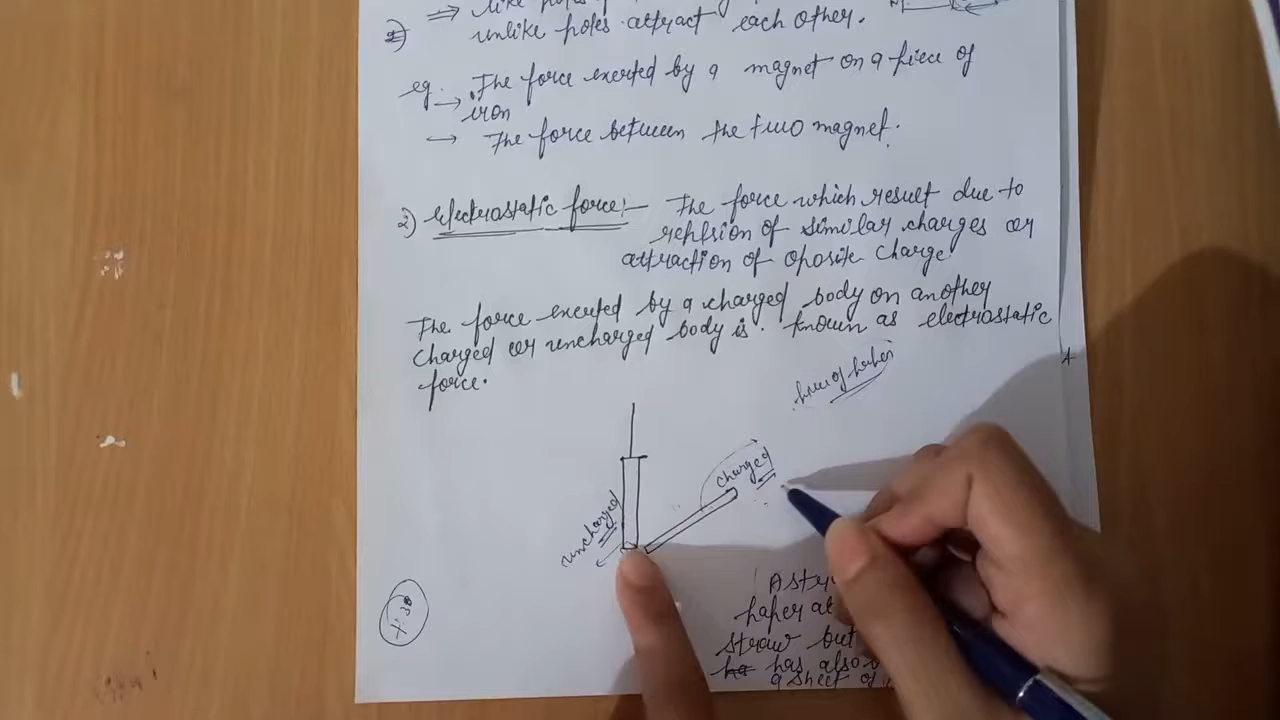 ⇒ like poles
unlike poles attract each other.
eg. → The force exerted by a magnet on a piece of
iron
→ The force between the two magnet.
2) electrostatic force:- The force which result due to
replsion of similar charges or
attraction of oposite charge
The force exerted by a charged body on another
charged or uncharged body is known as electrostatic
force.
charged
uncharged
A
paper at
straw but
has also
a sheet of